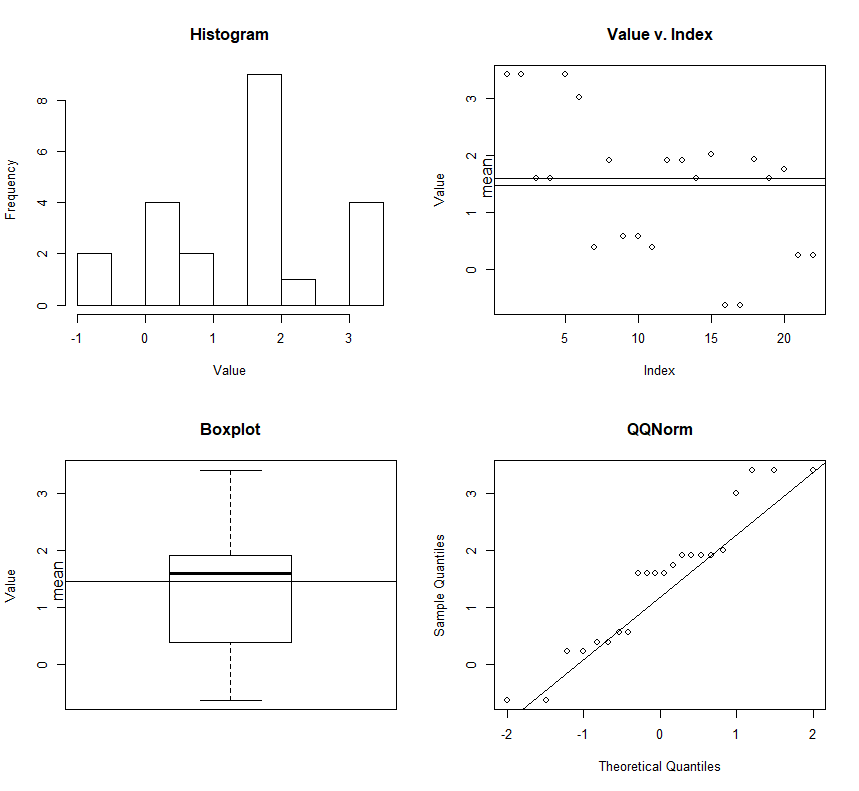 Histogram
Frequency
0
2
4
6
8
-1 0 1 2 3
Value
Value v. Index
Value
mean
0
1
2
3
5 10 15 20
Index
Boxplot
Value
mean
0
1
2
3
QQNorm
Sample Quantiles
0
1
2
3
-2 -1 0 1 2
Theoretical Quantiles